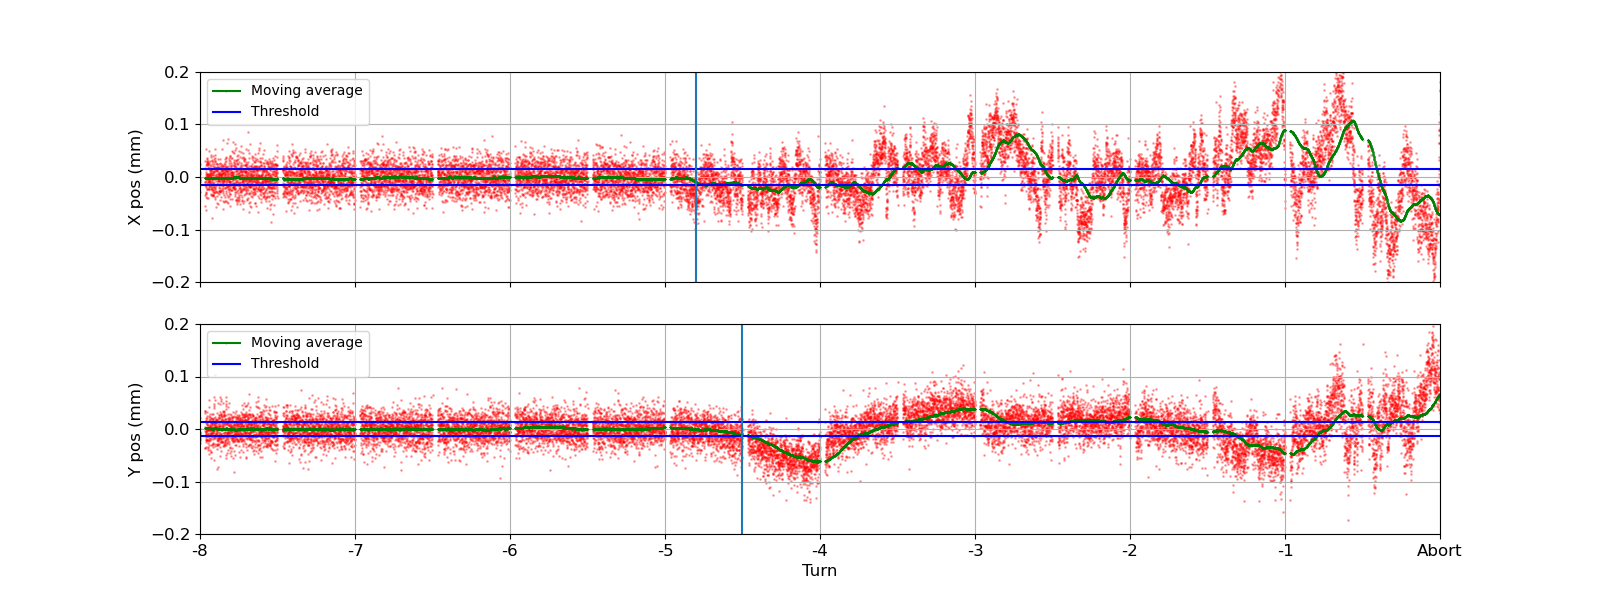 0.2
0.1
0.0
−0.1
−0.2
X pos (mm)
Moving average
Threshold
0.2
0.1
0.0
−0.1
−0.2
Y pos (mm)
Moving average
Threshold
-8 -7 -6 -5 -4 -3 -2 -1 Abort
Turn